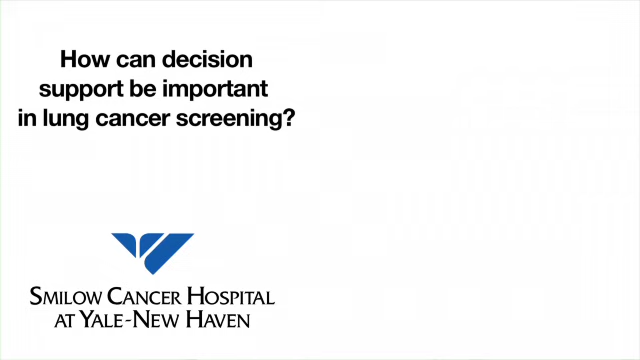 How can decision
support be important
in lung cancer screening?
SMILOW CANCER HOSPITAL
AT YALE-NEW HAVEN